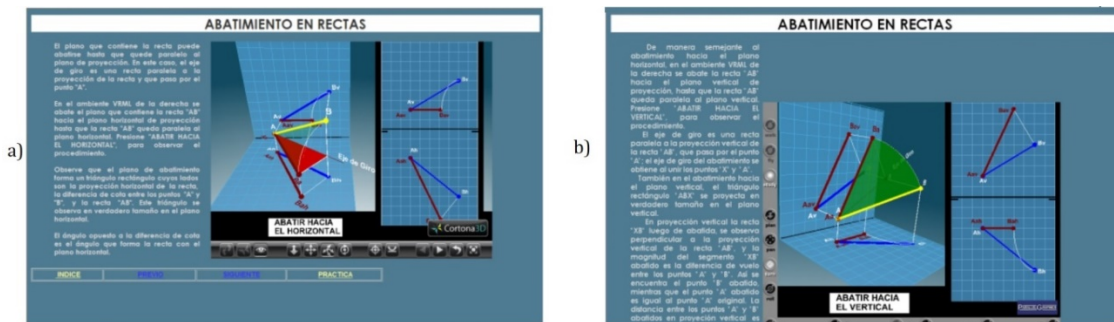 ABATIMIENTO EN RECTAS
El plano que contiene la recta puede
abatirse hasta que quede paralelo al
plano de proyección. En este caso, el eje
de giro es una recta paralela a la
proyección de la recta y que pasa por el
punto "A".
En el ambiente VRML de la derecha se
abate el plano que contiene la recta "AB"
hacia el plano horizontal de proyección
hasta que la recta "AB" queda paralela al
plano horizontal. Presione "ABATIR HACIA
EL HORIZONTAL", para observar el
procedimiento.
Observe que el plano de abatimiento
forma un triángulo rectángulo cuyos lados
son la proyección horizontal de la recta,
la diferencia de cota entre los puntos "A" y
"B", y la recta "AB". Este triángulo se
observa en verdadero tamaño en el plano
horizontal.
El ángulo opuesto a la diferencia de cota
es el ángulo que forma la recta con el
plano horizontal.
a)
Eje de Giro
ABATIR HACIA
EL HORIZONTAL
Cortona3D
INDICE
PREVIO
SIGUIENTE
PRACTICA
ABATIMIENTO EN RECTAS
De manera semejante al
abatimiento hacia el plano
horizontal, en el ambiente VRML de
la derecha se abate la recta "AB"
hacia el plano vertical de
proyección, hasta que la recta "AB"
queda paralela al plano vertical.
Presione "ABATIR HACIA EL
VERTICAL", para observar el
procedimiento.
El eje de giro es una recta
paralela a la proyección vertical de
la recta "AB", que pasa por el punto
"A"; el eje de giro del abatimiento se
obtiene al unir los puntos "X" y "A".
También en el abatimiento hacia
el plano vertical, el triángulo
rectángulo "ABX" se proyecta en
verdadero tamaño en el plano
vertical.
En proyección vertical la recta
"XB" luego de abatida, se observa
perpendicular a la proyección
vertical de la recta "AB", y la
magnitud del segmento "XB"
abatido es la diferencia de vuelo
entre los puntos "A" y "B". Así se
encuentra el punto "B" abatido,
mientras que el punto "A" abatido
es igual al punto "A" original. La
distancia entre los puntos "A" y "B"
abatidos en proyección vertical es
b)
ABATIR HACIA
EL VERTICAL